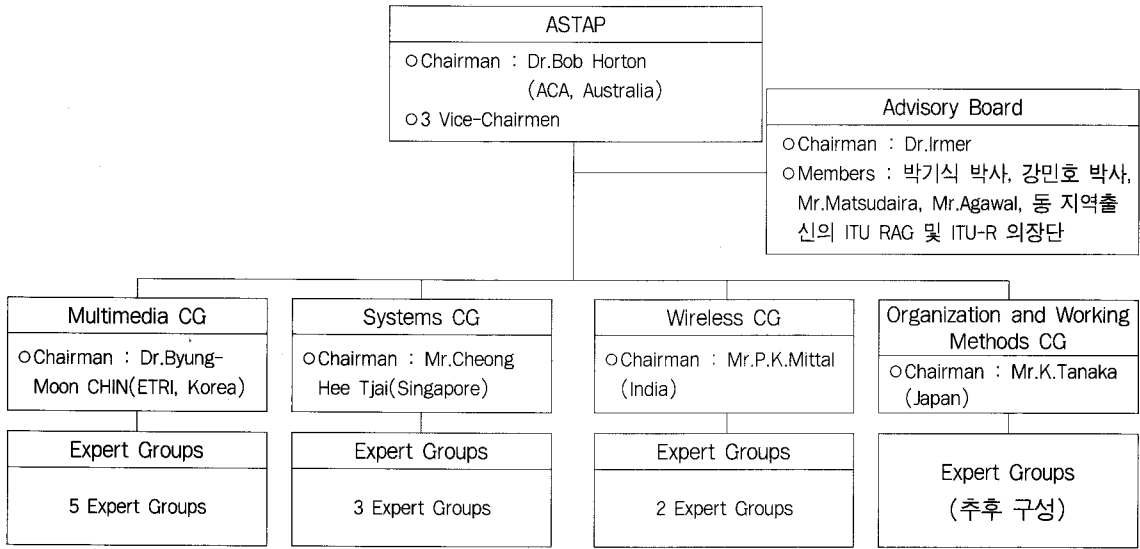 ASTAP
○Chairman : Dr.Bob Horton
(ACA, Australia)
○3 Vice-Chairmen
Advisory Board
○Chairman : Dr.Irmer
○Members : 박기식 박사, 강민호 박사,
Mr.Matsudaira, Mr.Agawal, 동 지역출
신의 ITU RAG 및 ITU-R 의장단
Multimedia CG
○Chairman : Dr.Byung-
Moon CHIN(ETRI, Korea)
Expert Groups
5 Expert Groups
Systems CG
○Chairman : Mr.Cheong
Hee Tjai(Singapore)
Expert Groups
3 Expert Groups
Wireless CG
○Chairman : Mr.P.K.Mittal
(India)
Expert Groups
2 Expert Groups
Organization and Working
Methods CG
○Chairman : Mr.K.Tanaka
(Japan)
Expert Groups
(추후 구성)